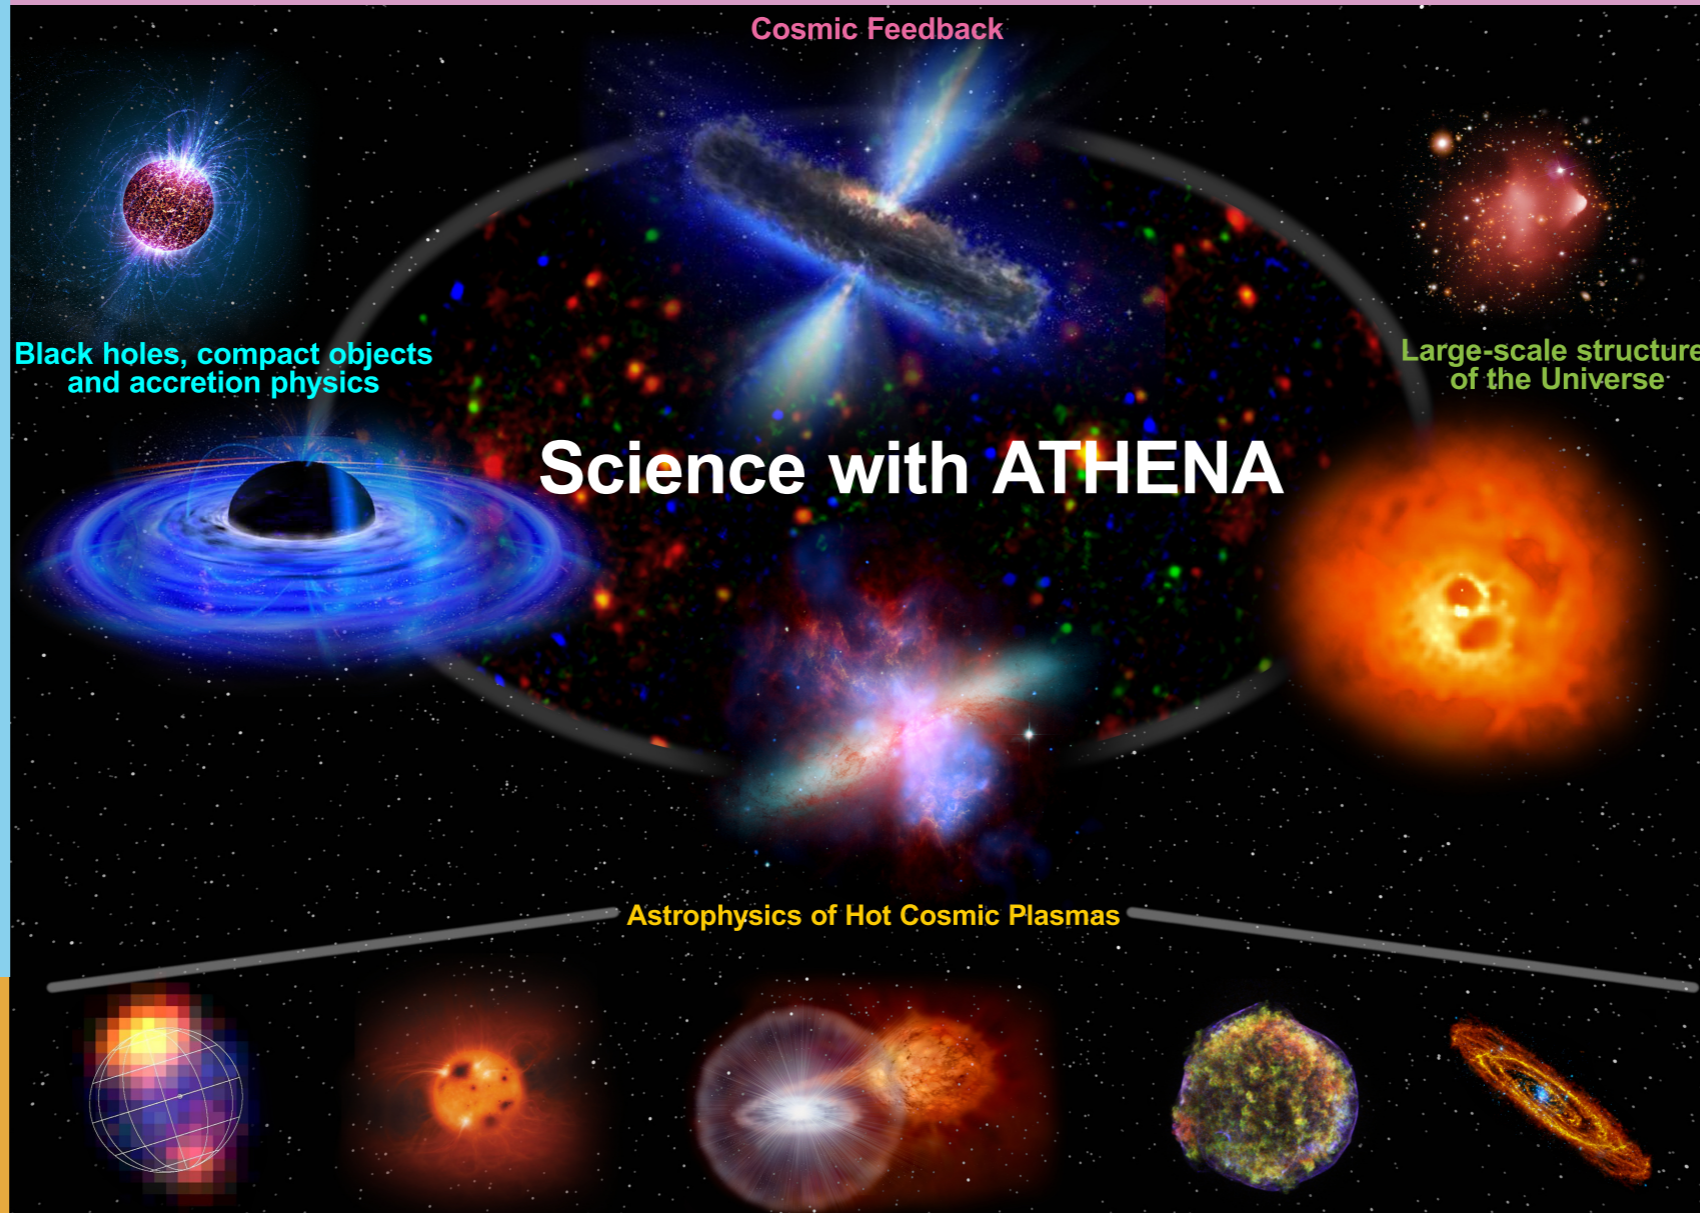 Cosmic Feedback
Black holes, compact objects
and accretion physics
Large-scale structure
of the Universe
Science with ATHENA
Astrophysics of Hot Cosmic Plasmas